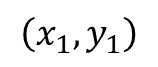 (x₁, y₁)